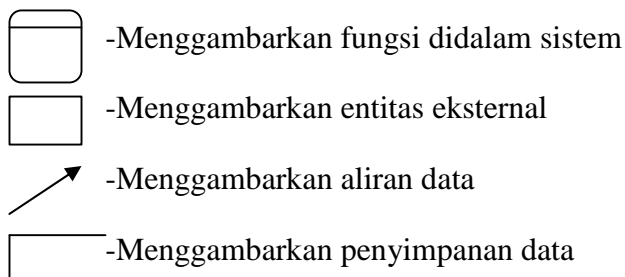 -Menggambarkan fungsi didalam sistem
-Menggambarkan entitas eksternal
-Menggambarkan aliran data
-Menggambarkan penyimpanan data